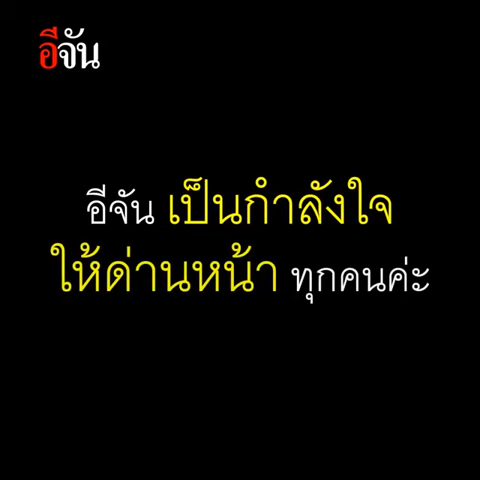 อีจัน
อีจัน เป็นกำลังใจ
ให้ด่านหน้า ทุกคนค่ะ